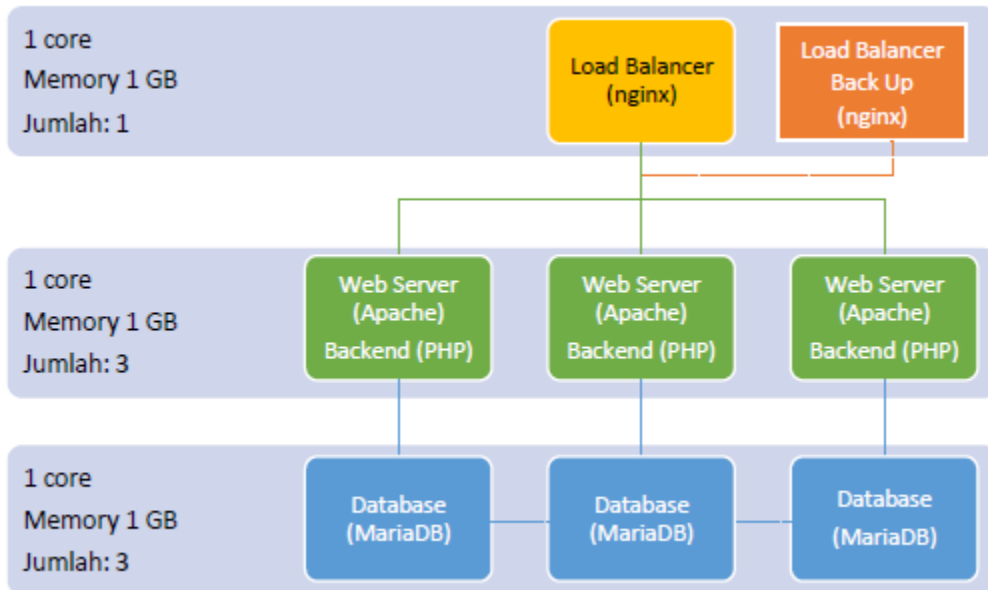 1 core
Memory 1 GB
Jumlah: 1
Load Balancer
(nginx)
Load Balancer
Back Up
(nginx)
1 core
Memory 1 GB
Jumlah: 3
Web Server
(Apache)
Backend (PHP)
Web Server
(Apache)
Backend (PHP)
Web Server
(Apache)
Backend (PHP)
1 core
Memory 1 GB
Jumlah: 3
Database
(MariaDB)
Database
(MariaDB)
Database
(MariaDB)